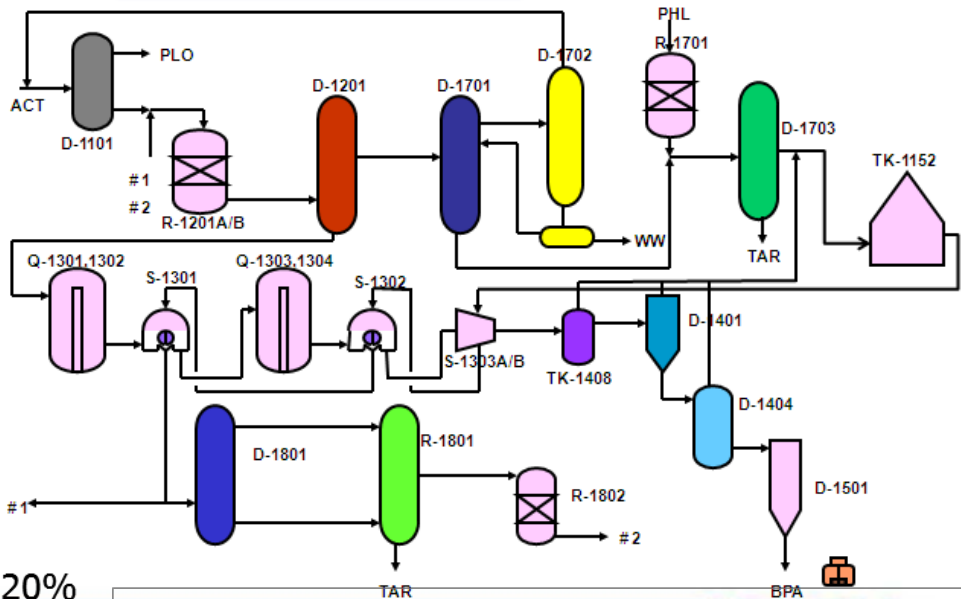 PHL
R-1701
D-1702
PLO
D-1201
D-1701
ACT
D-1101
D-1703
TK-1152
#1
#2
R-1201A/B
WW
TAR
Q-1301,1302
S-1301
Q-1303,1304
S-1302
D-1401
S-1303A/B
TK-1408
D-1404
D-1801
R-1801
D-1501
R-1802
#1
#2
20%
TAR
BPA